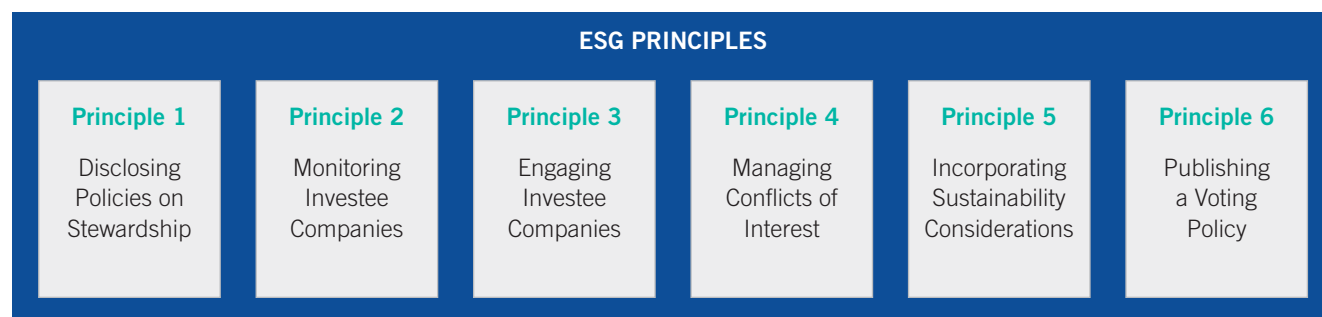 ESG PRINCIPLES
Principle 1
Disclosing
Policies on
Stewardship
Principle 2
Monitoring
Investee
Companies
Principle 3
Engaging
Investee
Companies
Principle 4
Managing
Conflicts of
Interest
Principle 5
Incorporating
Sustainability
Considerations
Principle 6
Publishing
a Voting
Policy